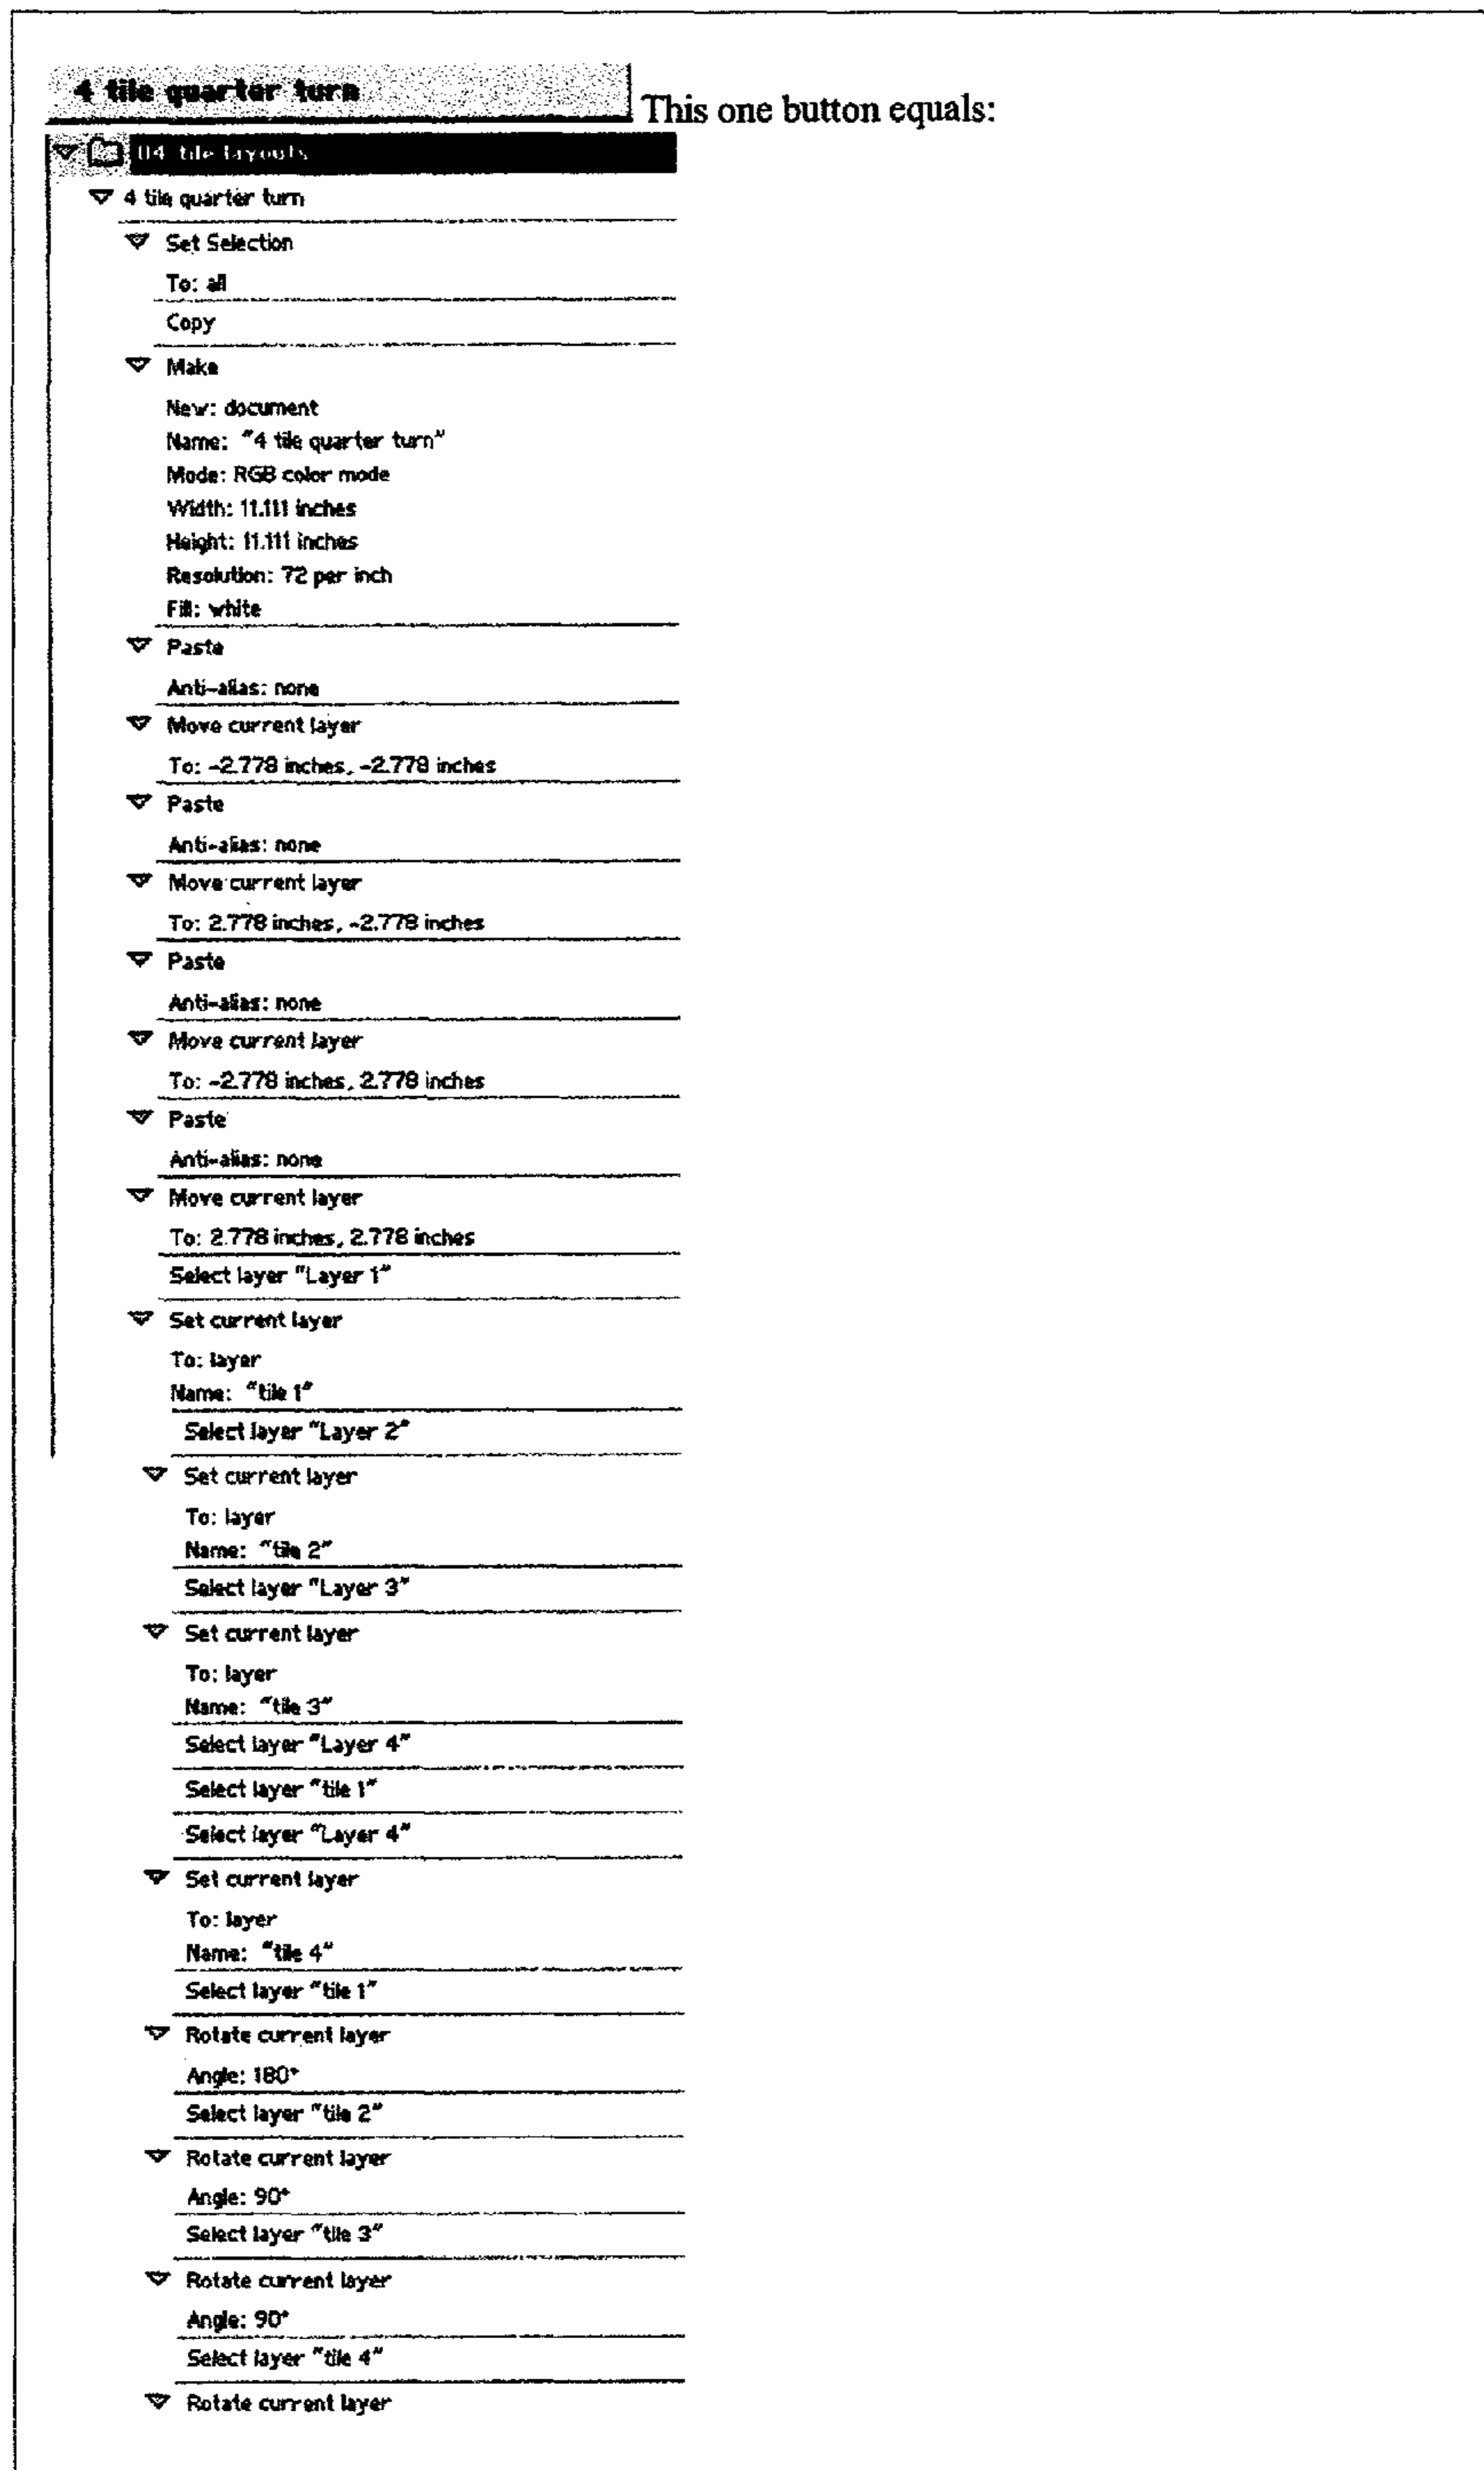 4 tile quarter turn
This one button equals:
04 tile layouts
4 tile quarter turn
Set Selection
To: all
Copy
Make
New: document
Name: "4 tile quarter turn"
Mode: RGB color mode
Width: 11.111 inches
Height: 11.111 inches
Resolution: 72 per inch
Fill: white
Paste
Anti-alias: none
Move current layer
To: -2.778 inches, -2.778 inches
Paste
Anti-alias: none
Move current layer
To: 2.778 inches, -2.778 inches
Paste
Anti-alias: none
Move current layer
To: -2.778 inches, 2.778 inches
Paste
Anti-alias: none
Move current layer
To: 2.778 inches, 2.778 inches
Select layer "Layer 1"
Set current layer
To: layer
Name: "tile 1"
Select layer "Layer 2"
Set current layer
To: layer
Name: "tile 2"
Select layer "Layer 3"
Set current layer
To: layer
Name: "tile 3"
Select layer "Layer 4"
Select layer "tile 1"
Select layer "Layer 4"
Set current layer
To: layer
Name: "tile 4"
Select layer "tile 1"
Rotate current layer
Angle: 180°
Select layer "tile 2"
Rotate current layer
Angle: 90°
Select layer "tile 3"
Rotate current layer
Angle: 90°
Select layer "tile 4"
Rotate current layer